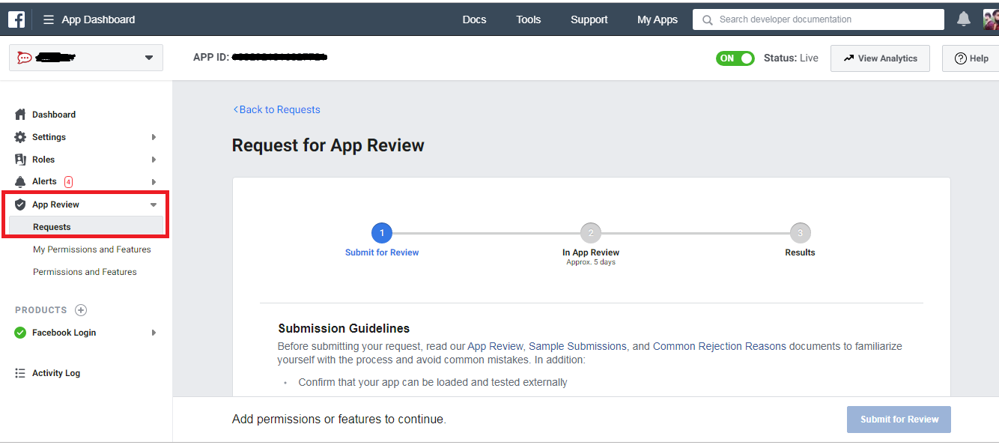 App Dashboard
Docs
Tools
Support
My Apps
Search developer documentation
APP ID:
ON
Status: Live
View Analytics
Help
Dashboard
Settings
Roles
Alerts 4
App Review
Requests
My Permissions and Features
Permissions and Features
PRODUCTS
Facebook Login
Activity Log
Back to Requests
Request for App Review
1
2
3
Submit for Review
In App Review
Results
Approx. 5 days
Submission Guidelines
Before submitting your request, read our App Review, Sample Submissions, and Common Rejection Reasons documents to familiarize
yourself with the process and avoid common mistakes. In addition:
• Confirm that your app can be loaded and tested externally
Add permissions or features to continue.
Submit for Review